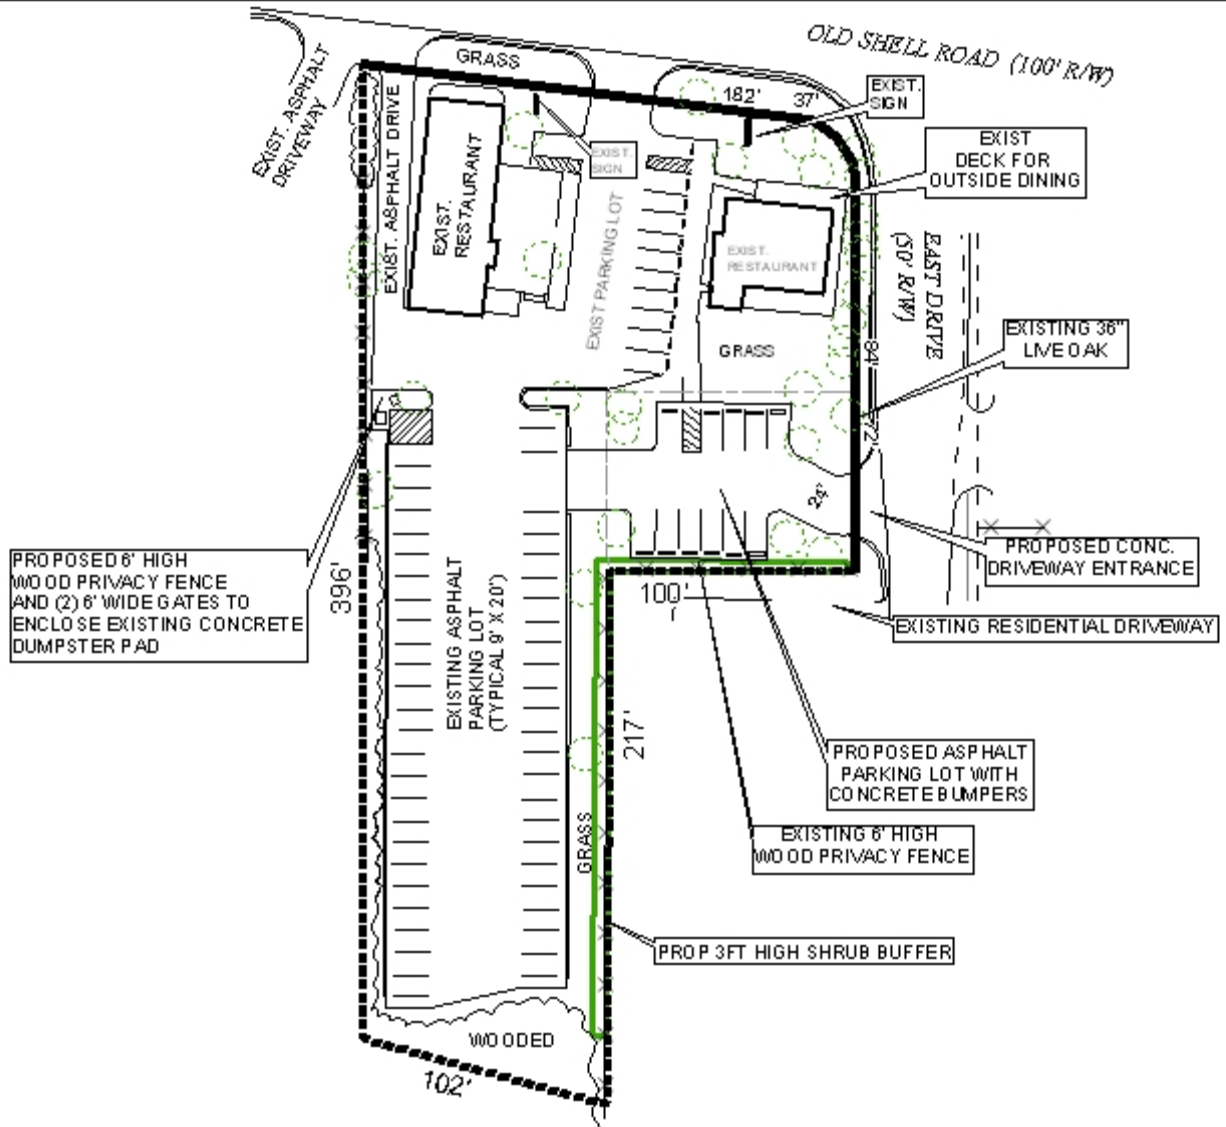 OLD SHELL ROAD (100' R/W)
GRASS
EXIST. ASPHALT
DRIVEWAY
182'
37'
EXIST.
SIGN
EXIST
DECK FOR
OUTSIDE DINING
EXIST.
SIGN
EXIST. ASPHALT DRIVE
EXIST.
RESTAURANT
EXIST PARKING LOT
EXIST.
RESTAURANT
EAST DRIVE
(50' R/W)
EXISTING 36"
LIVE OAK
GRASS
24'
PROPOSED 6' HIGH
WOOD PRIVACY FENCE
AND (2) 6' WIDE GATES TO
ENCLOSE EXISTING CONCRETE
DUMPSTER PAD
396'
EXISTING ASPHALT
PARKING LOT
(TYPICAL 9' X 20')
100'
PROPOSED CONC.
DRIVEWAY ENTRANCE
EXISTING RESIDENTIAL DRIVEWAY
217'
PROPOSED ASPHALT
PARKING LOT WITH
CONCRETE BUMPERS
GRASS
EXISTING 6' HIGH
WOOD PRIVACY FENCE
PROP 3FT HIGH SHRUB BUFFER
WOODED
102'